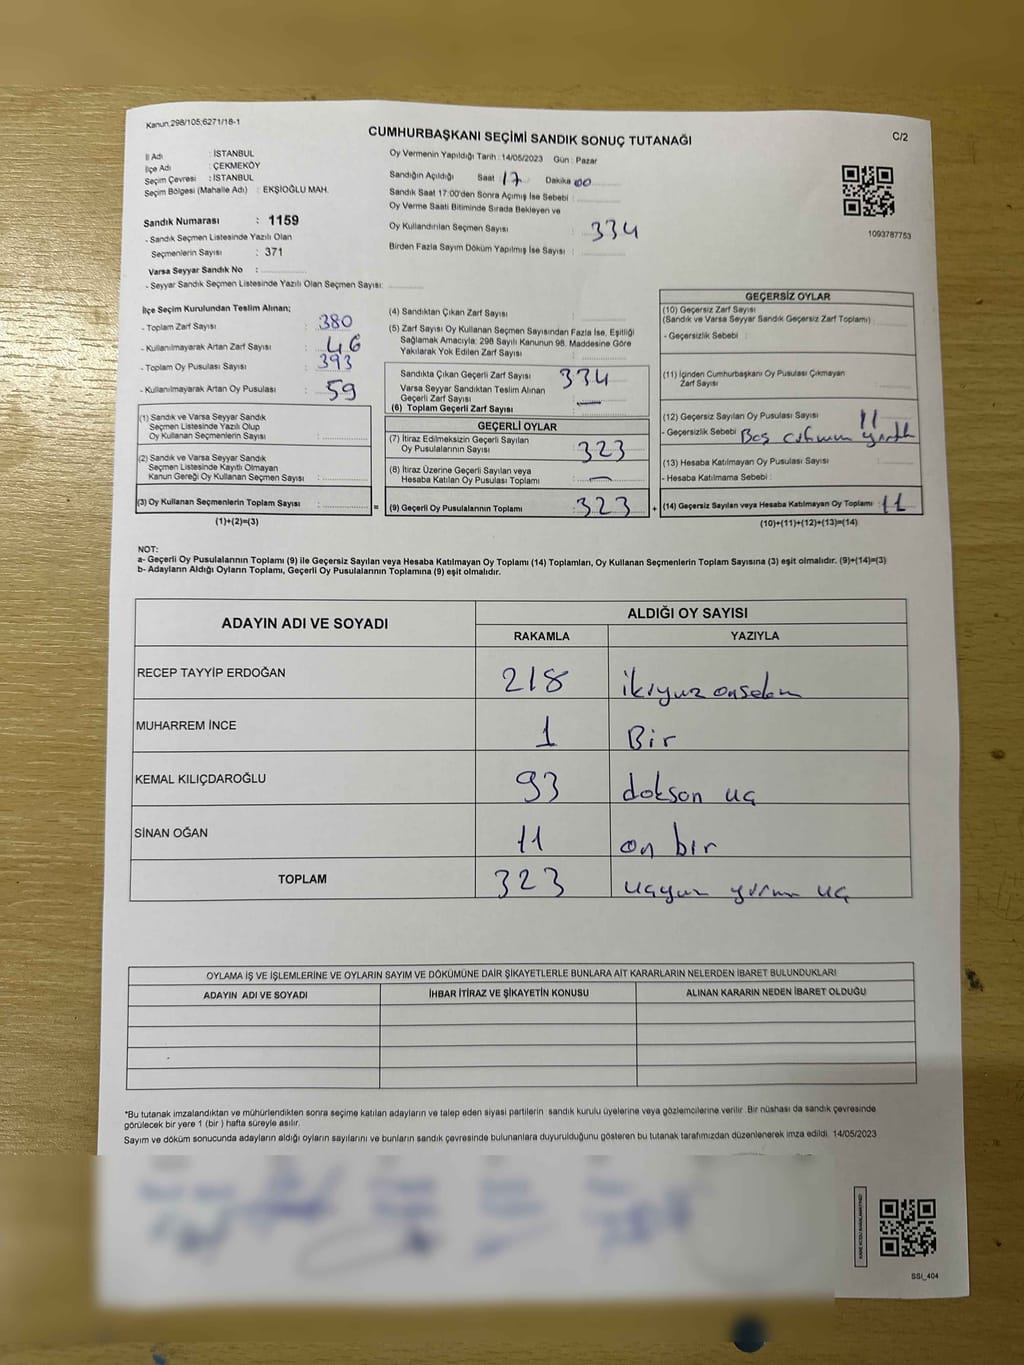 Kanun;298/105;6271/18-1
CUMHURBAŞKANI SEÇİMİ SANDIK SONUÇ TUTANAĞI
C/2
İl Adı : İSTANBUL
İlçe Adı : ÇEKMEKÖY
Seçim Çevresi : İSTANBUL
Seçim Bölgesi (Mahalle Adı) : EKŞİOĞLU MAH.
Sandık Numarası : 1159
- Sandık Seçmen Listesinde Yazılı Olan
Seçmenlerin Sayısı : 371
Varsa Seyyar Sandık No :
- Seyyar Sandık Seçmen Listesinde Yazılı Olan Seçmen Sayısı:
Oy Vermenin Yapıldığı Tarih : 14/05/2023 Gün : Pazar
Sandığın Açıldığı Saat 17 Dakika 00
Sandık Saat 17:00'den Sonra Açımış İse Sebebi :
Oy Verme Saati Bitiminde Sırada Bekleyen ve
Oy Kullandırılan Seçmen Sayısı : 334
Birden Fazla Sayım Döküm Yapılmış İse Sayısı :
1093787753
İlçe Seçim Kurulundan Teslim Alınan;
- Toplam Zarf Sayısı : 380
- Kullanılmayarak Artan Zarf Sayısı : 46
- Toplam Oy Pusulası Sayısı : 393
- Kullanılmayarak Artan Oy Pusulası : 59
(1) Sandık ve Varsa Seyyar Sandık
Seçmen Listesinde Yazılı Olup
Oy Kullanan Seçmenlerin Sayısı :
(2) Sandık ve Varsa Seyyar Sandık
Seçmen Listesinde Kayıtlı Olmayan
Kanun Gereği Oy Kullanan Seçmen Sayısı :
(3) Oy Kullanan Seçmenlerin Toplam Sayısı : =
(1)+(2)=(3)
(4) Sandıktan Çıkan Zarf Sayısı :
(5) Zarf Sayısı Oy Kullanan Seçmen Sayısından Fazla İse, Eşitliği
Sağlamak Amacıyla; 298 Sayılı Kanunun 98. Maddesine Göre
Yakılarak Yok Edilen Zarf Sayısı :
Sandıkta Çıkan Geçerli Zarf Sayısı : 334
Varsa Seyyar Sandıktan Teslim Alınan
Geçerli Zarf Sayısı : —
(6) Toplam Geçerli Zarf Sayısı :
GEÇERLİ OYLAR
(7) İtiraz Edilmeksizin Geçerli Sayılan
Oy Pusulalarının Sayısı : 323
(8) İtiraz Üzerine Geçerli Sayılan veya
Hesaba Katılan Oy Pusulası Toplamı : —
(9) Geçerli Oy Pusulalarının Toplamı : 323 +
GEÇERSİZ OYLAR
(10) Geçersiz Zarf Sayısı
(Sandık ve Varsa Seyyar Sandık Geçersiz Zarf Toplamı) :
- Geçersizlik Sebebi :
(11) İçinden Cumhurbaşkanı Oy Pusulası Çıkmayan
Zarf Sayısı :
(12) Geçersiz Sayılan Oy Pusulası Sayısı : 11
- Geçersizlik Sebebi : Boş
(13) Hesaba Katılmayan Oy Pusulası Sayısı :
- Hesaba Katılmama Sebebi :
(14) Geçersiz Sayılan veya Hesaba Katılmayan Oy Toplamı : 11
(10)+(11)+(12)+(13)=(14)
NOT:
a- Geçerli Oy Pusulalarının Toplamı (9) ile Geçersiz Sayılan veya Hesaba Katılmayan Oy Toplamı (14) Toplamları, Oy Kullanan Seçmenlerin Toplam Sayısına (3) eşit olmalıdır. (9)+(14)=(3)
b- Adayların Aldığı Oyların Toplamı, Geçerli Oy Pusulalarının Toplamına (9) eşit olmalıdır.
ADAYIN ADI VE SOYADI
ALDIĞI OY SAYISI
RAKAMLA YAZIYLA
RECEP TAYYİP ERDOĞAN 218 ikiyuz onsekin
MUHARREM İNCE 1 Bir
KEMAL KILIÇDAROĞLU 93 dokson uç
SİNAN OĞAN 11 on bır
TOPLAM 323 uçyuz yırmı uç
OYLAMA İŞ VE İŞLEMLERİNE VE OYLARIN SAYIM VE DÖKÜMÜNE DAİR ŞİKAYETLERLE BUNLARA AİT KARARLARIN NELERDEN İBARET BULUNDUKLARI
ADAYIN ADI VE SOYADI İHBAR İTİRAZ VE ŞİKAYETİN KONUSU ALINAN KARARIN NEDEN İBARET OLDUĞU
*Bu tutanak imzalandıktan ve mühürlendikten sonra seçime katılan adayların ve talep eden siyasi partilerin sandık kurulu üyelerine veya gözlemcilerine verilir. Bir nüshası da sandık çevresinde
görülecek bir yere 1 (bir ) hafta süreyle asılır.
Sayım ve döküm sonucunda adayların aldığı oyların sayılarını ve bunların sandık çevresinde bulunanlara duyurulduğunu gösteren bu tutanak tarafımızdan düzenlenerek imza edildi. 14/05/2023
SSI_404